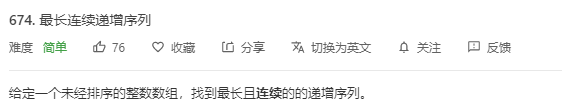 674. 最长连续递增序列
难度 简单 76 收藏 分享 切换为英文 关注 反馈
给定一个未经排序的整数数组，找到最长且连续的的递增序列。